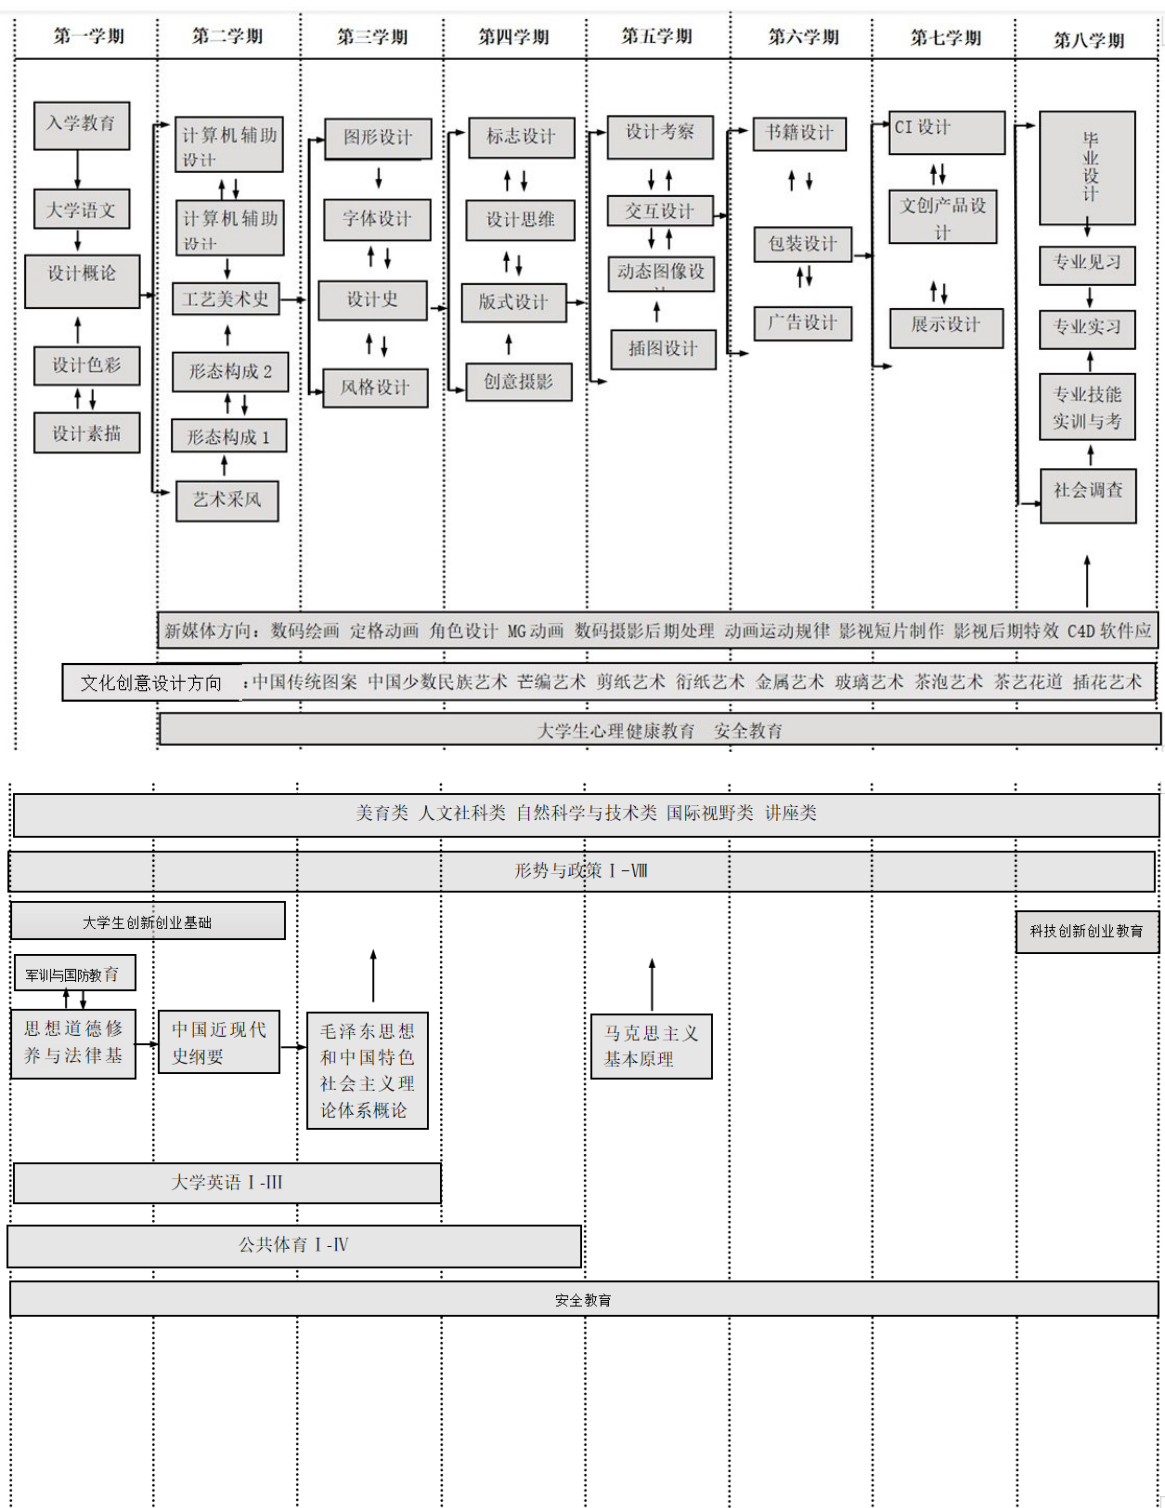 第一学期 第二学期 第三学期 第四学期 第五学期 第六学期 第七学期 第八学期
入学教育
大学语文
设计概论
设计色彩
设计素描
计算机辅助
设计
计算机辅助
设计
工艺美术史
形态构成 2
形态构成 1
艺术采风
图形设计
字体设计
设计史
风格设计
标志设计
设计思维
版式设计
创意摄影
设计考察
交互设计
动态图像设
插图设计
书籍设计
包装设计
广告设计
CI 设计
文创产品设
计
展示设计
毕
业
设
计
专业见习
专业实习
专业技能
实训与考
社会调查
新媒体方向: 数码绘画 定格动画 角色设计 MG 动画 数码摄影后期处理 动画运动规律 影视短片制作 影视后期特效 C4D 软件应
文化创意设计方向 :中国传统图案 中国少数民族艺术 芒编艺术 剪纸艺术 衍纸艺术 金属艺术 玻璃艺术 茶泡艺术 茶艺花道 插花艺术
大学生心理健康教育 安全教育
美育类 人文社科类 自然科学与技术类 国际视野类 讲座类
形势与政策 Ⅰ-Ⅷ
大学生创新创业基础
科技创新创业教育
军训与国防教育
思想道德修
养与法律基
中国近现代
史纲要
毛泽东思想
和中国特色
社会主义理
论体系概论
马克思主义
基本原理
大学英语 Ⅰ-Ⅲ
公共体育 Ⅰ-Ⅳ
安全教育